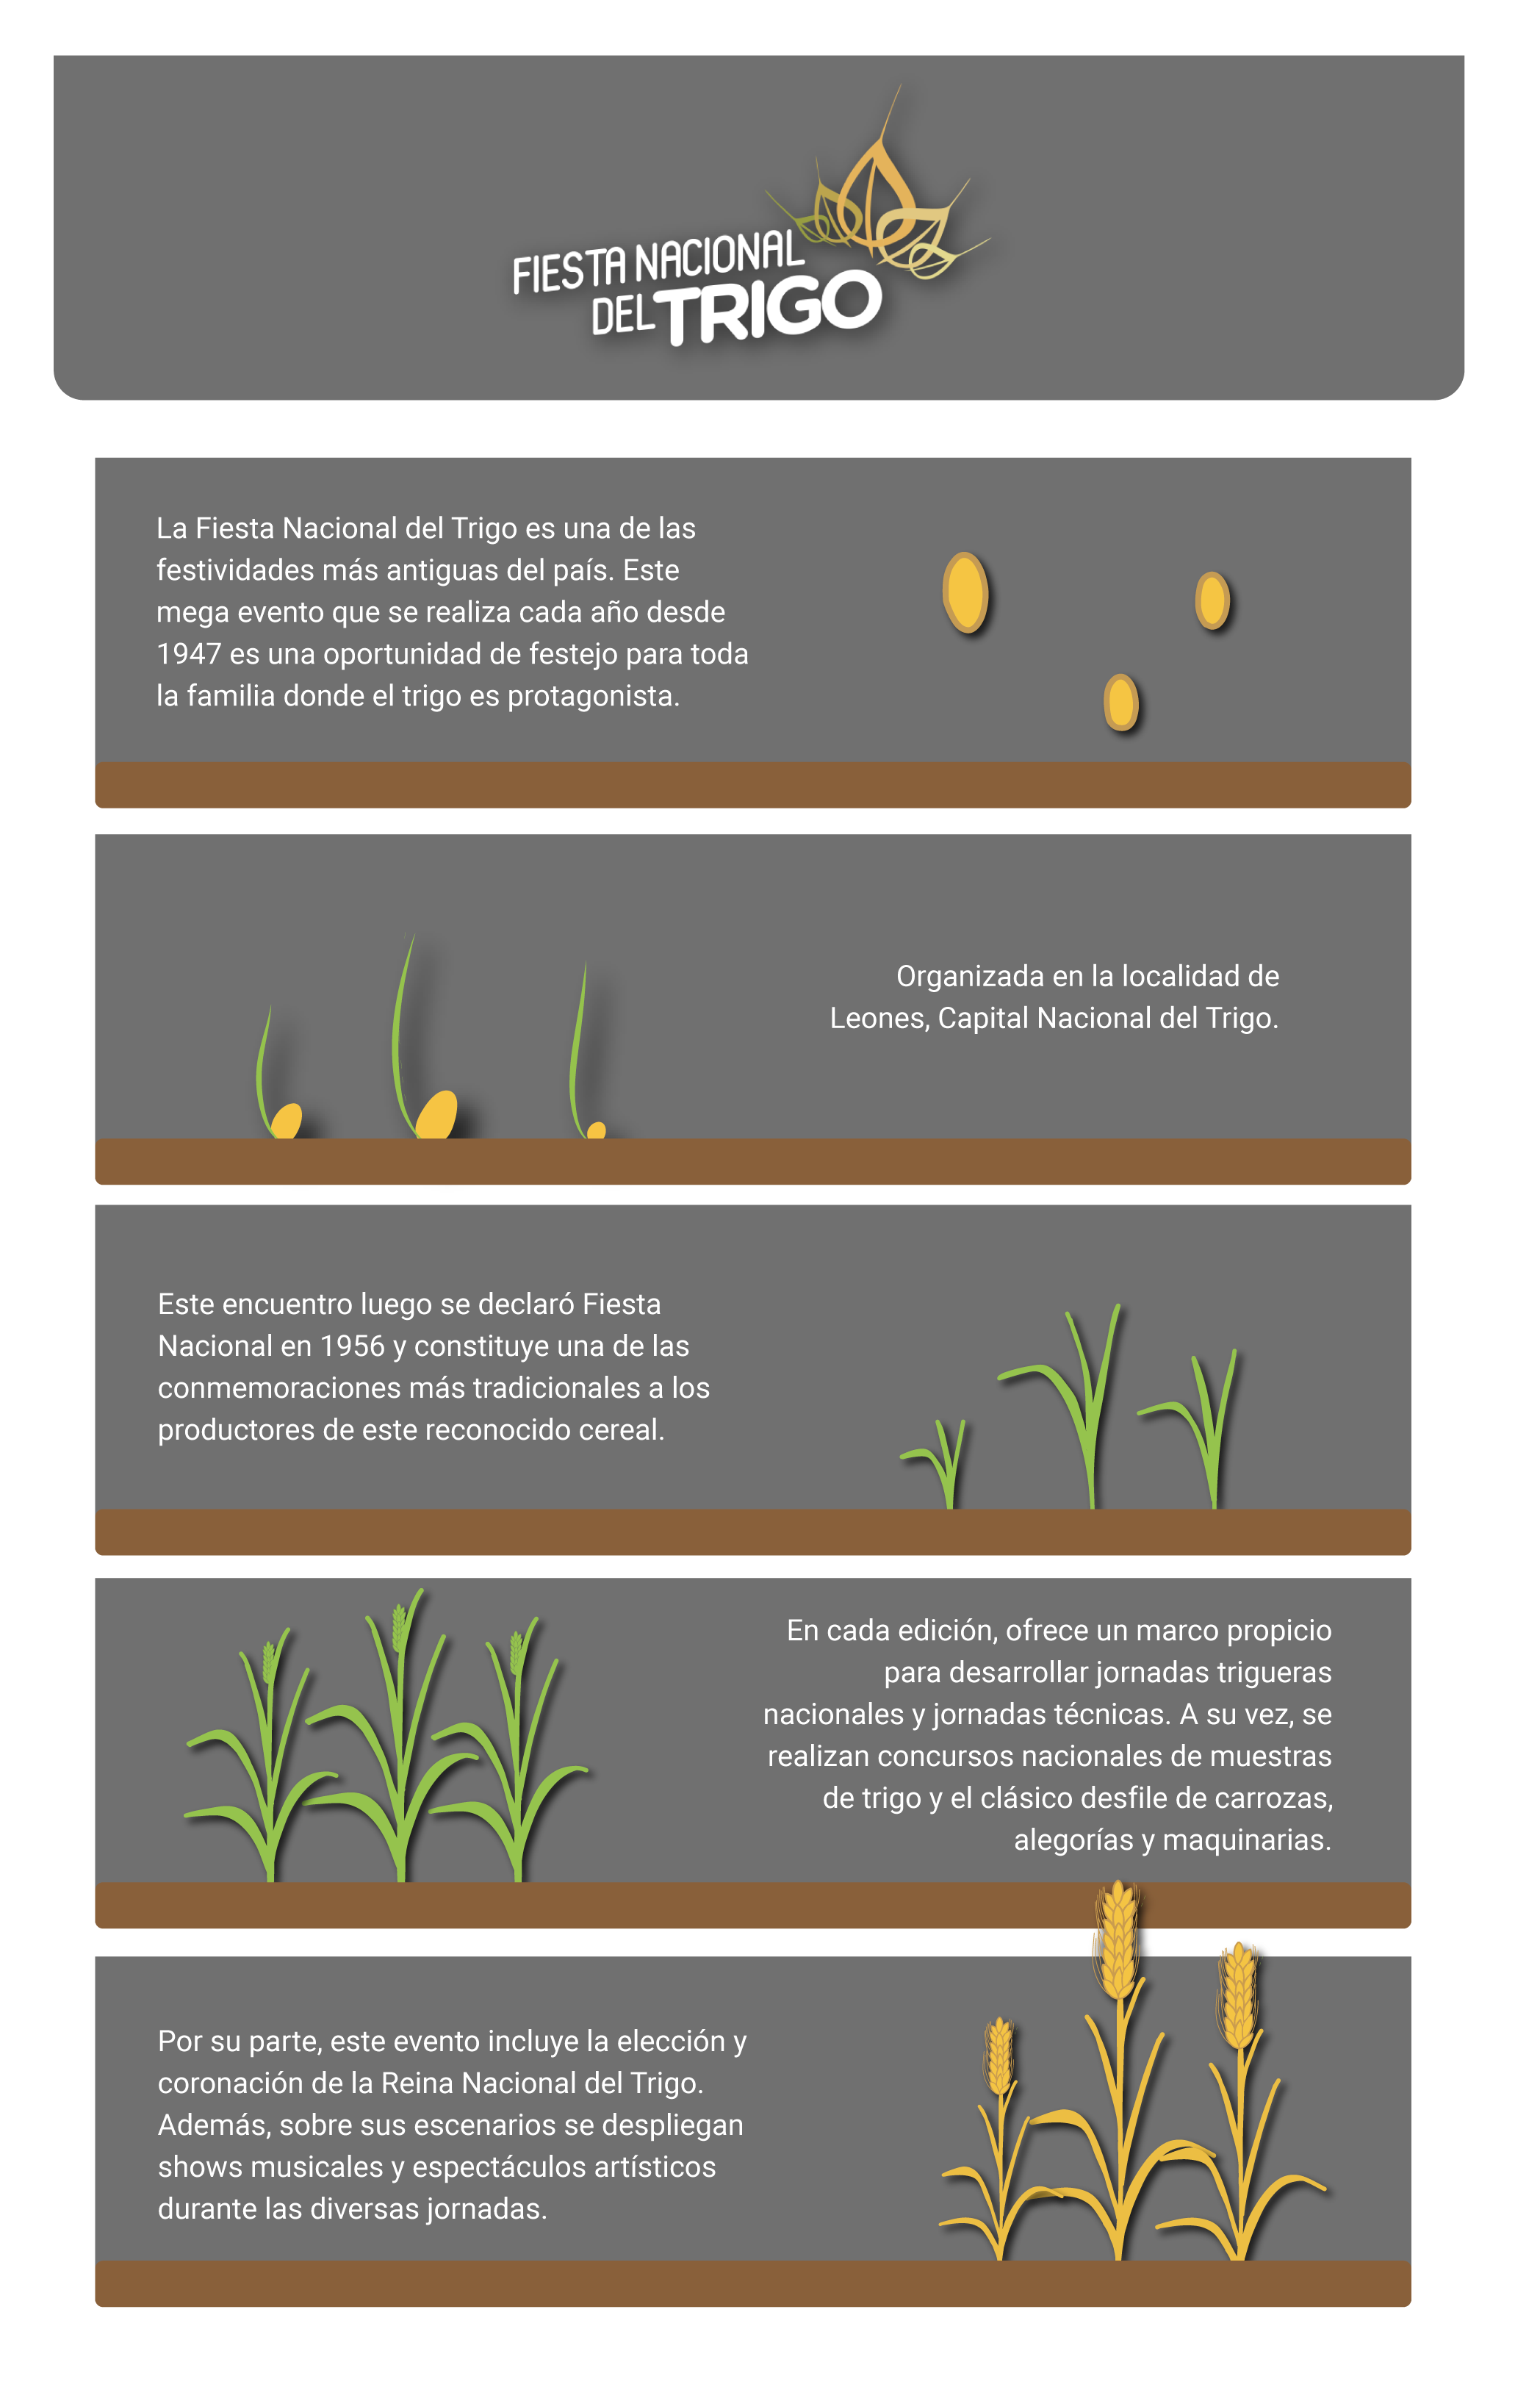 FIESTA NACIONAL
DEL TRIGO
La Fiesta Nacional del Trigo es una de las
festividades más antiguas del país. Este
mega evento que se realiza cada año desde
1947 es una oportunidad de festejo para toda
la familia donde el trigo es protagonista.
Organizada en la localidad de
Leones, Capital Nacional del Trigo.
Este encuentro luego se declaró Fiesta
Nacional en 1956 y constituye una de las
conmemoraciones más tradicionales a los
productores de este reconocido cereal.
En cada edición, ofrece un marco propicio
para desarrollar jornadas trigueras
nacionales y jornadas técnicas. A su vez, se
realizan concursos nacionales de muestras
de trigo y el clásico desfile de carrozas,
alegorías y maquinarias.
Por su parte, este evento incluye la elección y
coronación de la Reina Nacional del Trigo.
Además, sobre sus escenarios se despliegan
shows musicales y espectáculos artísticos
durante las diversas jornadas.